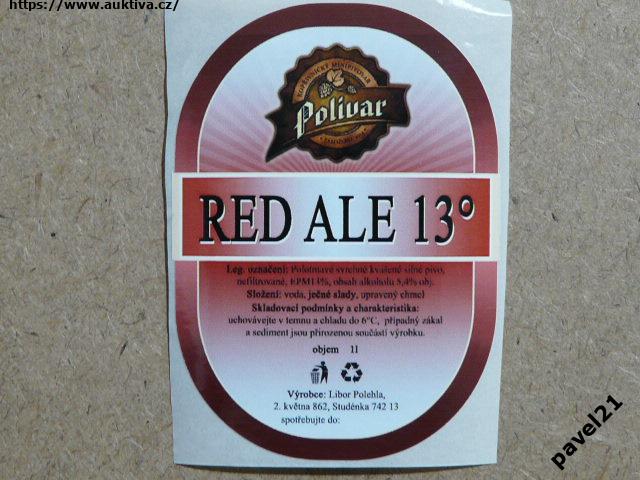 https://www.auktiva.cz/
KOPŘIVNICKÝ MINIPIVOVAR
Polivar
RED ALE 13°
Leg. označení: Polotmavé svrchně kvašené silné pivo,
nefiltrované, EPM13%, obsah alkoholu 5,4% obj.
Složení: voda, ječné slady, upravený chmel
Skladovací podmínky a charakteristika:
uchovávejte v temnu a chladu do 6°C, případný zákal
a sediment jsou přirozenou součástí výrobku.
objem 1l
Výrobce: Libor Polehla,
2. května 862, Studénka 742 13
spotřebujte do:
pavel21